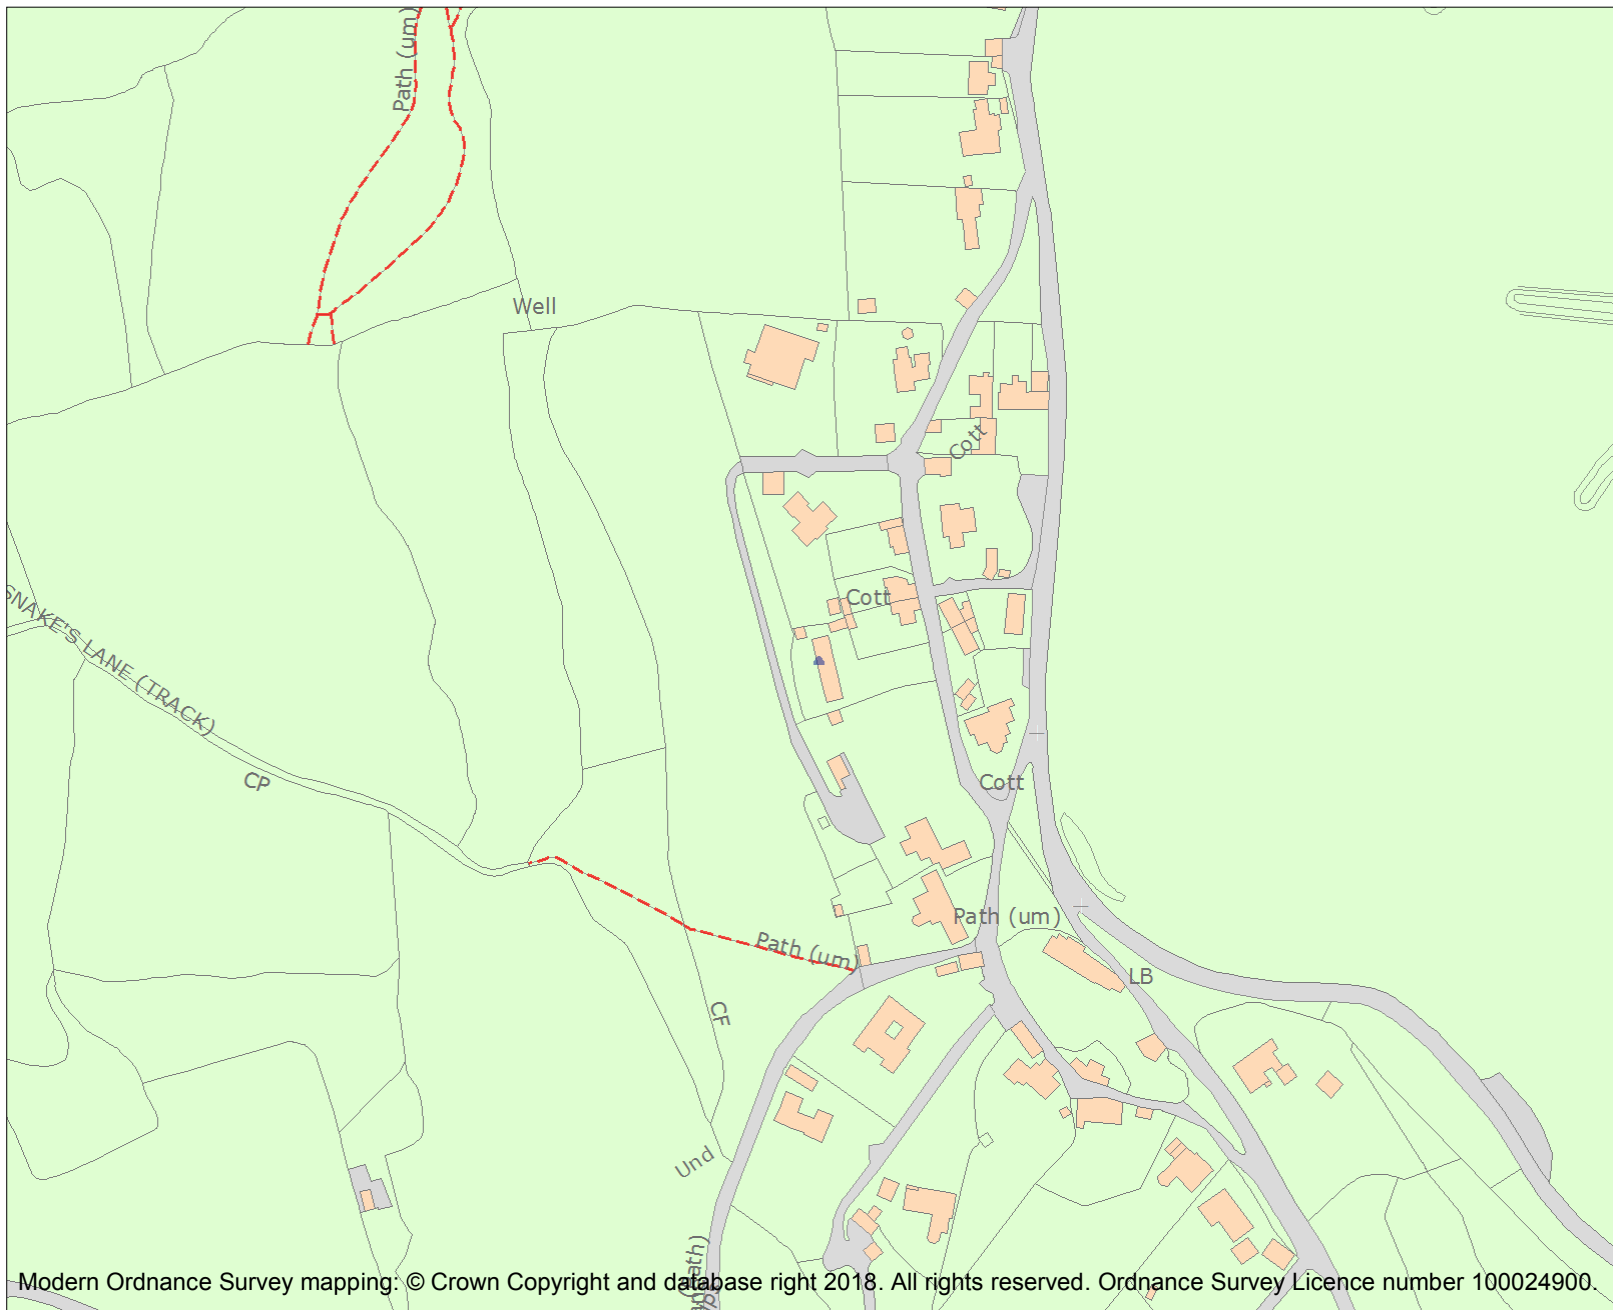 Path (um)
Well
Cott
Cott
SNAKE'S LANE (TRACK)
CP
Cott
Path (um)
Path (um)
LB
CF
Und
Modern Ordnance Survey mapping: © Crown Copyright and database right 2018. All rights reserved. Ordnance Survey Licence number 100024900.